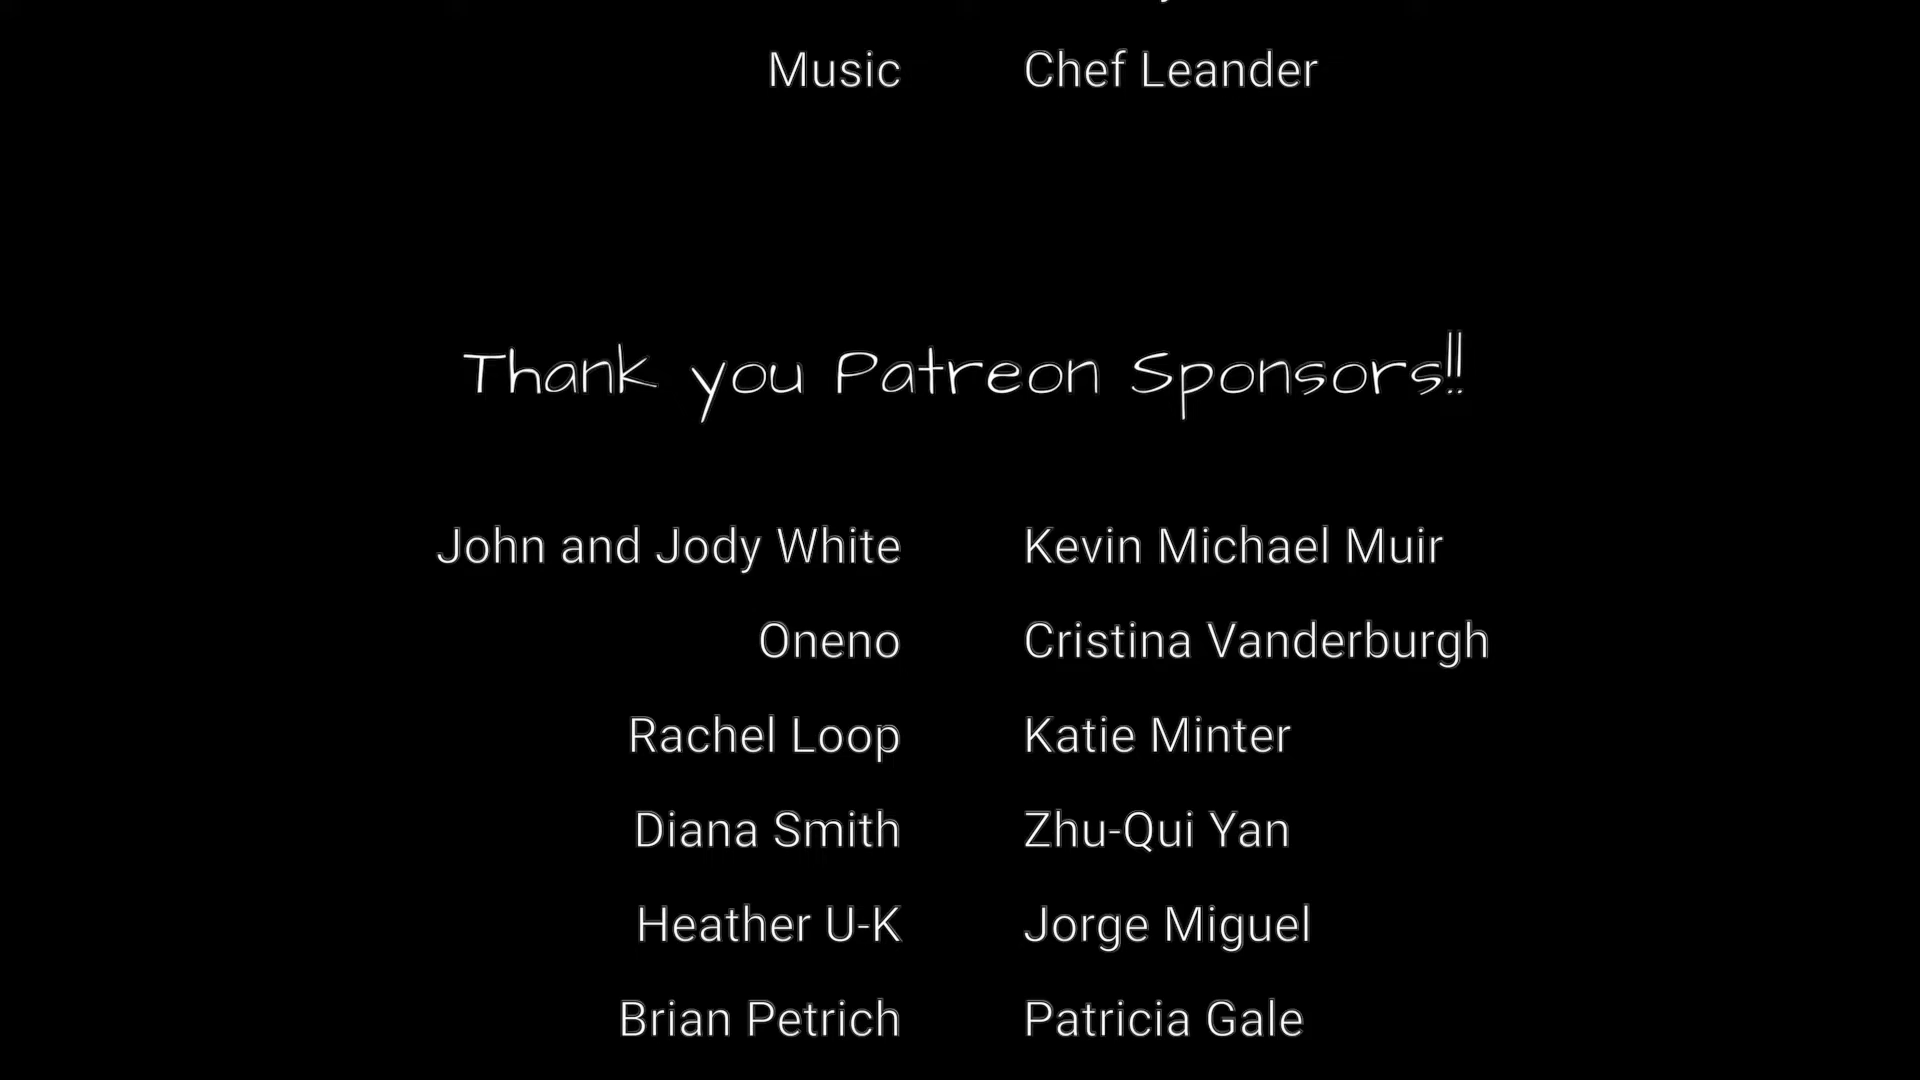 Music Chef Leander
Thank you Patreon Sponsors!!
John and Jody White Kevin Michael Muir
Oneno Cristina Vanderburgh
Rachel Loop Katie Minter
Diana Smith Zhu-Qui Yan
Heather U-K Jorge Miguel
Brian Petrich Patricia Gale